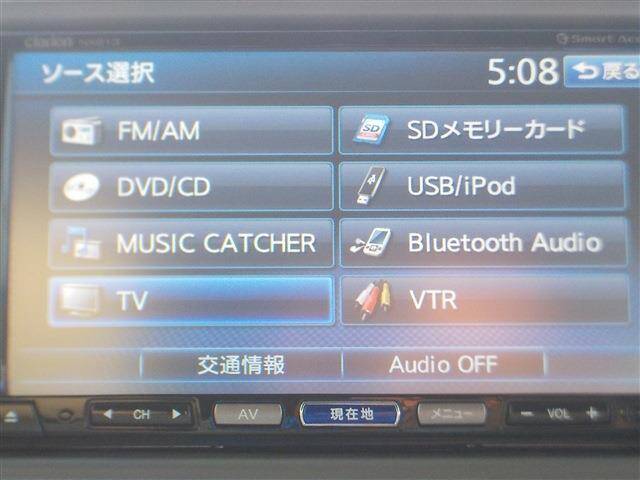 clarion
Smart Acc
ソース選択 5:08 戻る
FM/AM SDメモリーカード
DVD/CD USB/iPod
MUSIC CATCHER Bluetooth Audio
TV VTR
交通情報 Audio OFF
CH AV 現在地 メニュー − VOL +